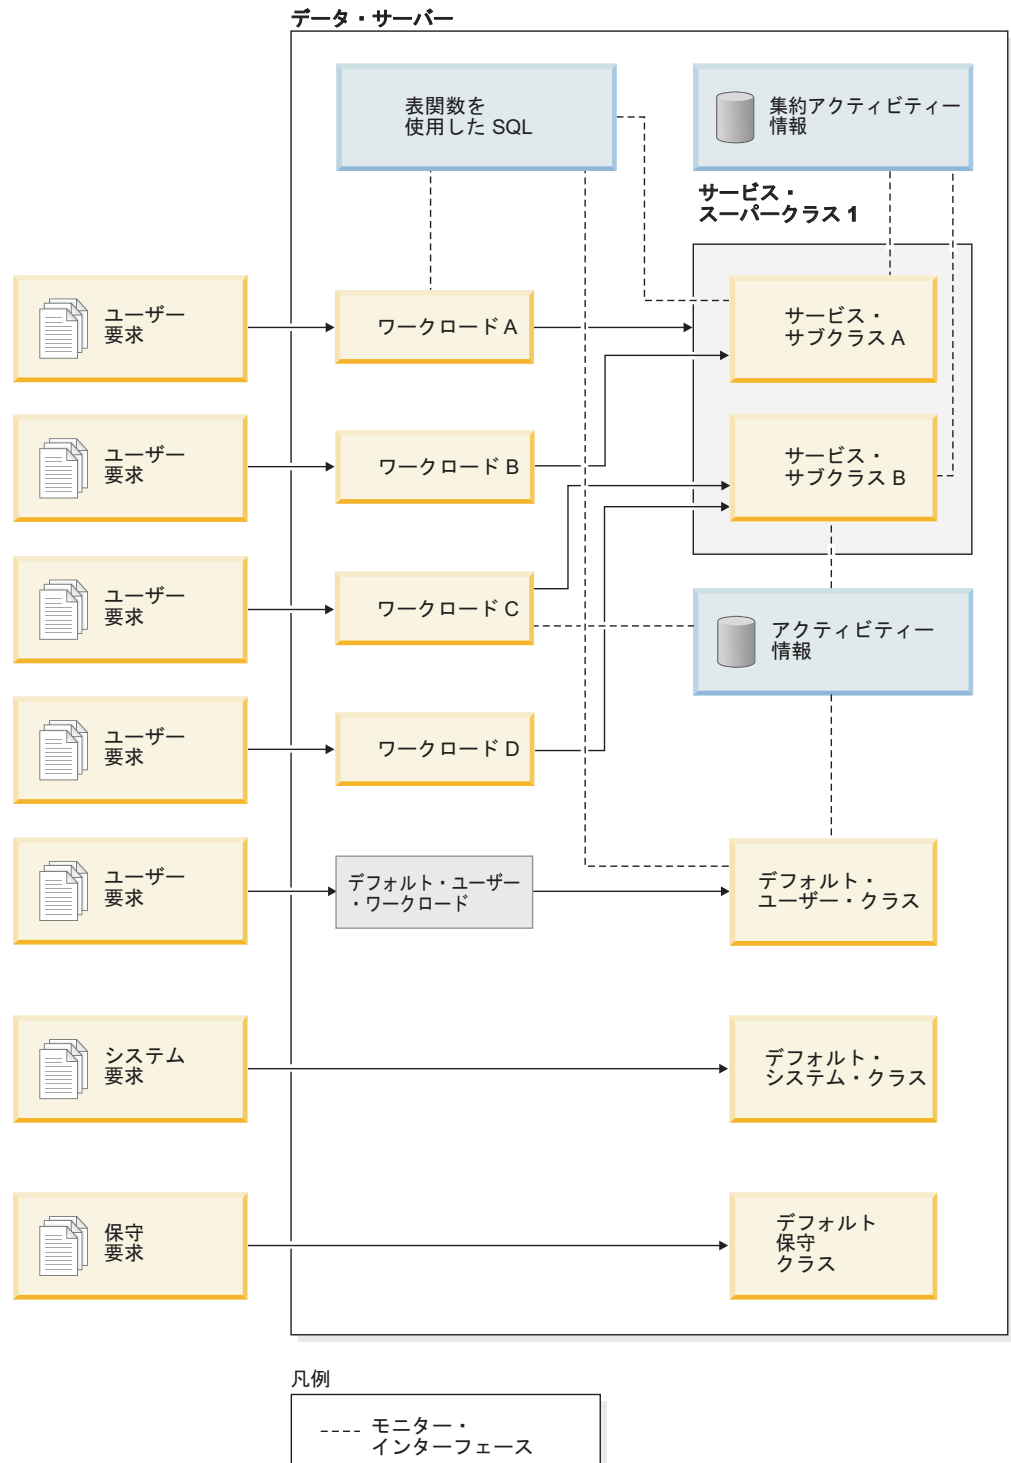 データ・サーバー
表関数を
使用した SQL
集約アクティビティー
情報
サービス・
スーパークラス 1
ユーザー
要求
ワークロード A
サービス・
サブクラス A
ユーザー
要求
ワークロード B
サービス・
サブクラス B
ユーザー
要求
ワークロード C
アクティビティー
情報
ユーザー
要求
ワークロード D
ユーザー
要求
デフォルト・ユーザー
・ワークロード
デフォルト・
ユーザー・クラス
システム
要求
デフォルト・
システム・クラス
保守
要求
デフォルト
保守
クラス
凡例
モニター・
インターフェース